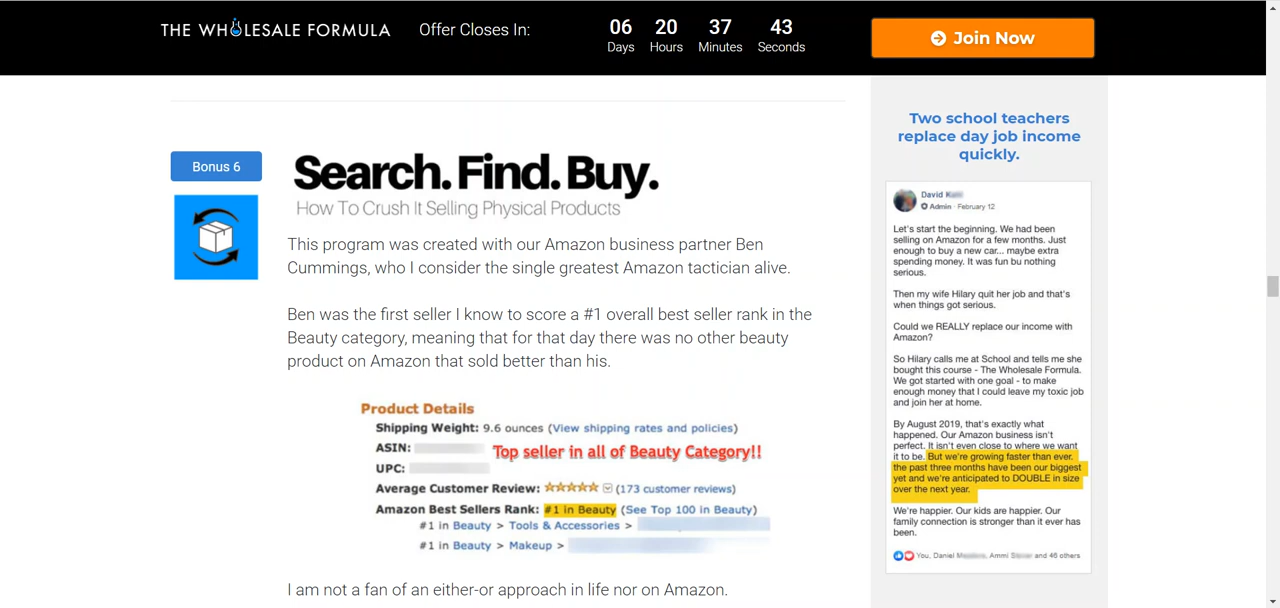 THE WHOLESALE FORMULA
Offer Closes In:
06 20 37 43
Days Hours Minutes Seconds
Join Now
Bonus 6
Search. Find. Buy.
How To Crush It Selling Physical Products
This program was created with our Amazon business partner Ben
Cummings, who I consider the single greatest Amazon tactician alive.
Ben was the first seller I know to score a #1 overall best seller rank in the
Beauty category, meaning that for that day there was no other beauty
product on Amazon that sold better than his.
Product Details
Shipping Weight: 9.6 ounces (View shipping rates and policies)
ASIN:
Top seller in all of Beauty Category!!
UPC:
Average Customer Review: (173 customer reviews)
Amazon Best Sellers Rank: #1 in Beauty (See Top 100 in Beauty)
#1 in Beauty > Tools & Accessories >
#1 in Beauty > Makeup >
I am not a fan of an either-or approach in life nor on Amazon.
Two school teachers
replace day job income
quickly.
David
Admin · February 12
Let's start the beginning. We had been
selling on Amazon for a few months. Just
enough to buy a new car... maybe extra
spending money. It was fun bu nothing
serious.
Then my wife Hilary quit her job and that's
when things got serious.
Could we REALLY replace our income with
Amazon?
So Hilary calls me at School and tells me she
bought this course - The Wholesale Formula.
We got started with one goal - to make
enough money that I could leave my toxic job
and join her at home.
By August 2019, that's exactly what
happened. Our Amazon business isn't
perfect. It isn't even close to where we want
it to be. But we're growing faster than ever.
the past three months have been our biggest
yet and we're anticipated to DOUBLE in size
over the next year.
We're happier. Our kids are happier. Our
family connection is stronger than it ever has
been.
You, Daniel , Ammi and 46 others